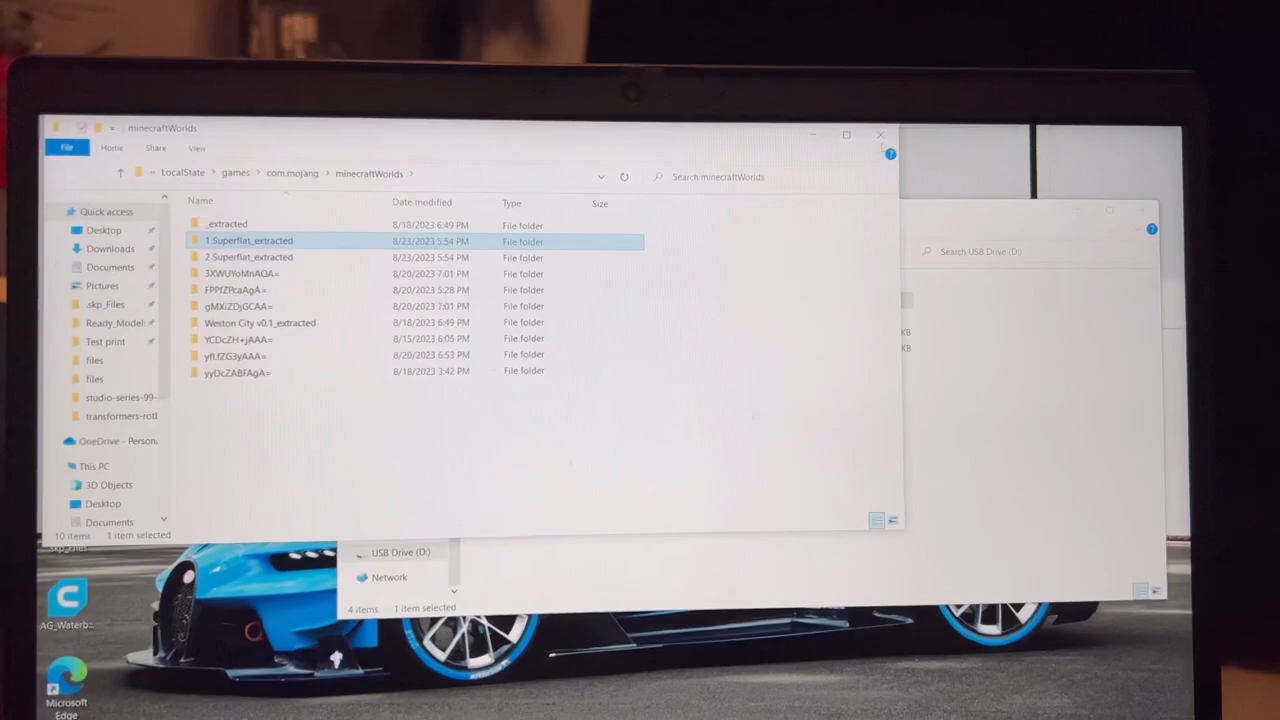 minecraftWorlds
File Home Share View
LocalState > games > com.mojang > minecraftWorlds >
Search minecraftWorlds
Name Date modified Type Size
_extracted 8/18/2023 6:49 PM File folder
1 Superflat_extracted 8/23/2023 5:54 PM File folder
2 Superflat_extracted 8/23/2023 5:54 PM File folder
3XWUYoMnAQA= 8/20/2023 7:01 PM File folder
FPPfZPcaAgA= 8/20/2023 5:28 PM File folder
gMXiZDjGCAA= 8/20/2023 7:01 PM File folder
Weston City v0.1_extracted 8/18/2023 6:49 PM File folder
YCDcZH+jAAA= 8/15/2023 6:05 PM File folder
yfLfZG3yAAA= 8/20/2023 6:53 PM File folder
yyDcZABFAgA= 8/18/2023 3:42 PM File folder
Quick access
Desktop
Downloads
Documents
Pictures
.skp_Files
Ready_Model:
Test print
files
files
studio-series-99-
transformers-rotl
OneDrive - Person
This PC
3D Objects
Desktop
Documents
10 items 1 item selected
Search USB Drive (D:)
KB
KB
USB Drive (D:)
Network
4 items 1 item selected
AG_Waterb...
Microsoft
Edge